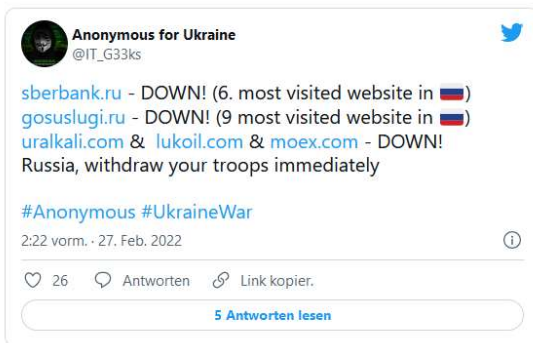 Anonymous for Ukraine
@IT_G33ks
sberbank.ru - DOWN! (6. most visited website in 🇷🇺)
gosuslugi.ru - DOWN! (9 most visited website in 🇷🇺)
uralkali.com & lukoil.com & moex.com - DOWN!
Russia, withdraw your troops immediately
#Anonymous #UkraineWar
2:22 vorm. · 27. Feb. 2022
26 Antworten Link kopier.
5 Antworten lesen